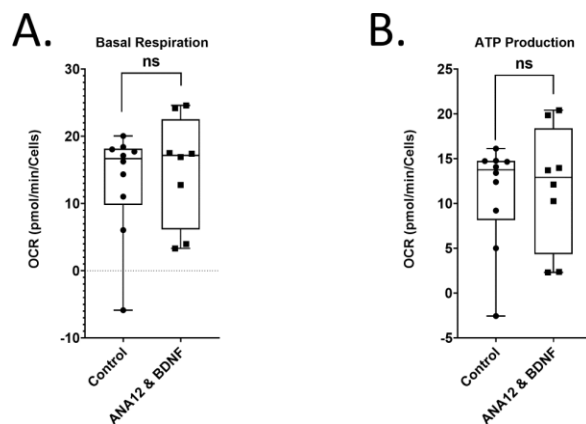 A.
Basal Respiration
ns
30
20
10
0
-10
OCR (pmol/min/Cells)
Control
ANA12 & BDNF
B.
ATP Production
ns
25
20
15
10
5
0
-5
OCR (pmol/min/Cells)
Control
ANA12 & BDNF